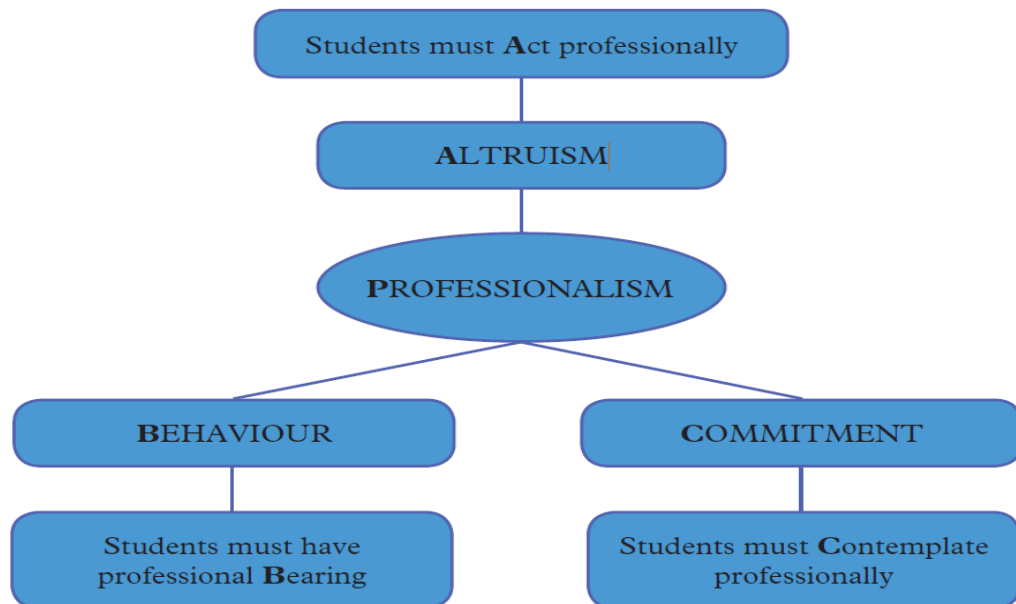 Students must Act professionally
ALTRUISM
PROFESSIONALISM
BEHAVIOUR
COMMITMENT
Students must have
professional Bearing
Students must Contemplate
professionally